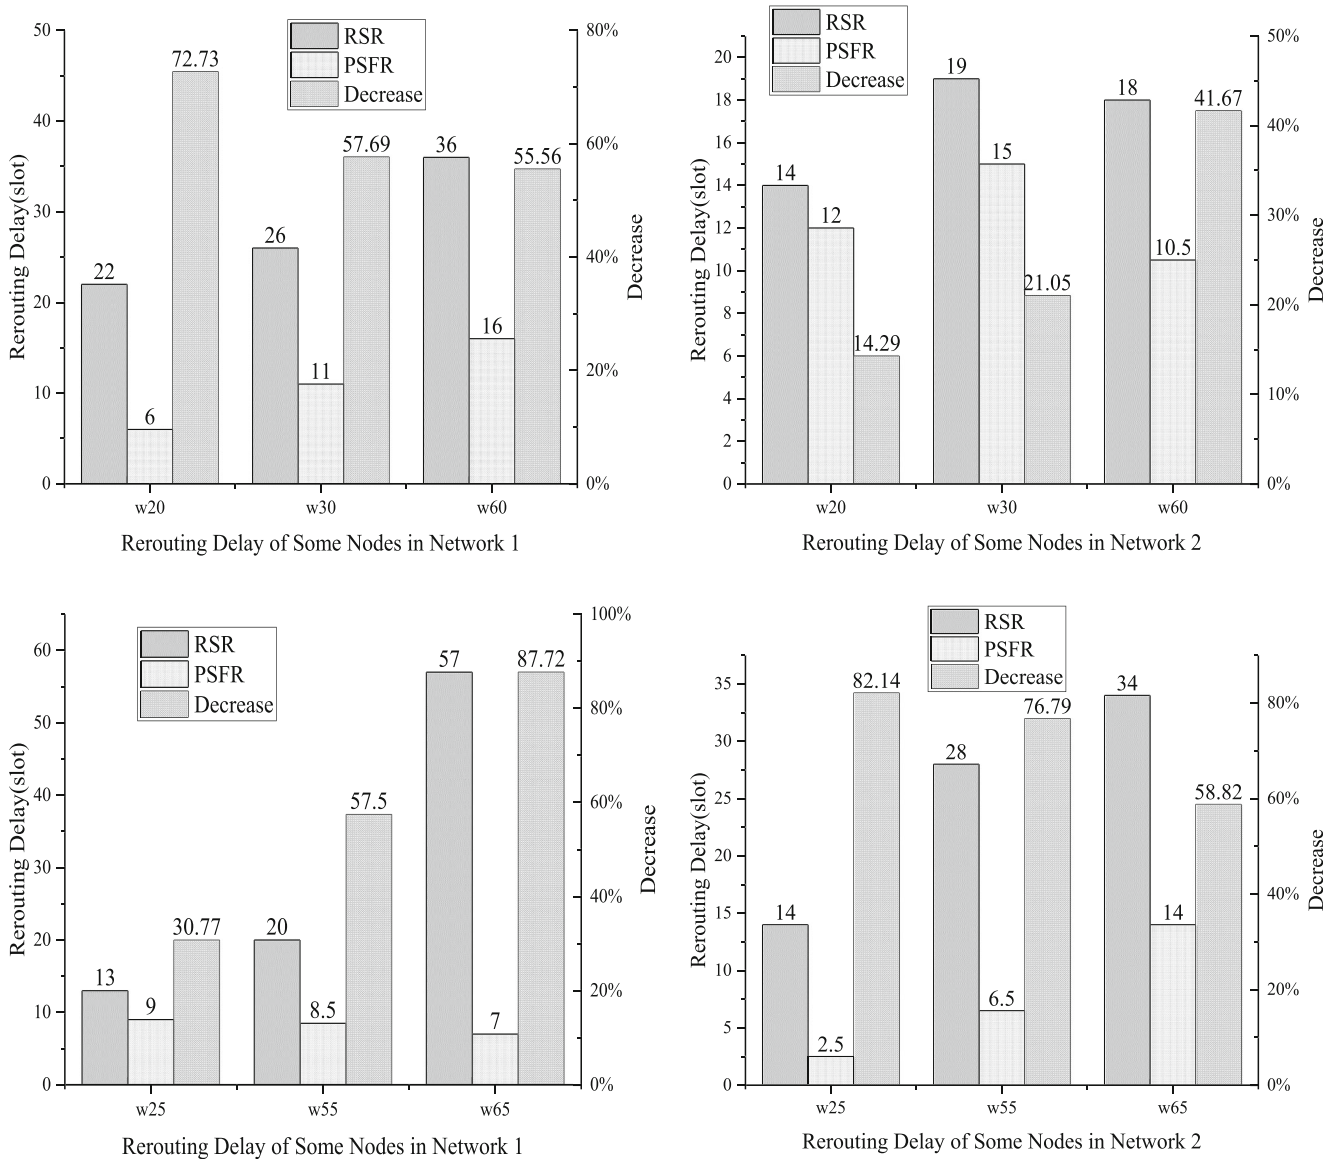 RSR
PSFR
Decrease
50
40
30
20
10
0
80%
60%
40%
20%
0%
22
6
72.73
26
11
57.69
36
16
55.56
w20
w30
w60
Rerouting Delay(slot)
Decrease
Rerouting Delay of Some Nodes in Network 1
RSR
PSFR
Decrease
20
18
16
14
12
10
8
6
4
2
0
50%
40%
30%
20%
10%
0%
14
12
14.29
19
15
21.05
18
10.5
41.67
w20
w30
w60
Rerouting Delay(slot)
Decrease
Rerouting Delay of Some Nodes in Network 2
RSR
PSFR
Decrease
60
50
40
30
20
10
0
100%
80%
60%
40%
20%
0%
13
9
30.77
20
8.5
57.5
57
7
87.72
w25
w55
w65
Rerouting Delay(slot)
Decrease
Rerouting Delay of Some Nodes in Network 1
RSR
PSFR
Decrease
35
30
25
20
15
10
5
0
80%
60%
40%
20%
0%
14
2.5
82.14
28
6.5
76.79
34
14
58.82
w25
w55
w65
Rerouting Delay(slot)
Decrease
Rerouting Delay of Some Nodes in Network 2